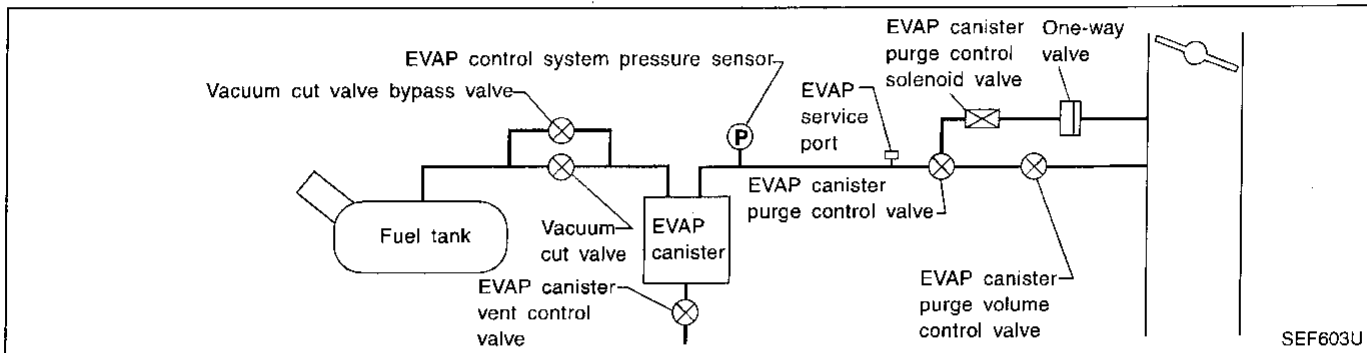 EVAP canister
purge control
solenoid valve
One-way
valve
EVAP control system pressure sensor
Vacuum cut valve bypass valve
EVAP
service
port
P
EVAP canister
purge control valve
Fuel tank
Vacuum
cut valve
EVAP
canister
EVAP canister
vent control
valve
EVAP canister
purge volume
control valve
SEF603U